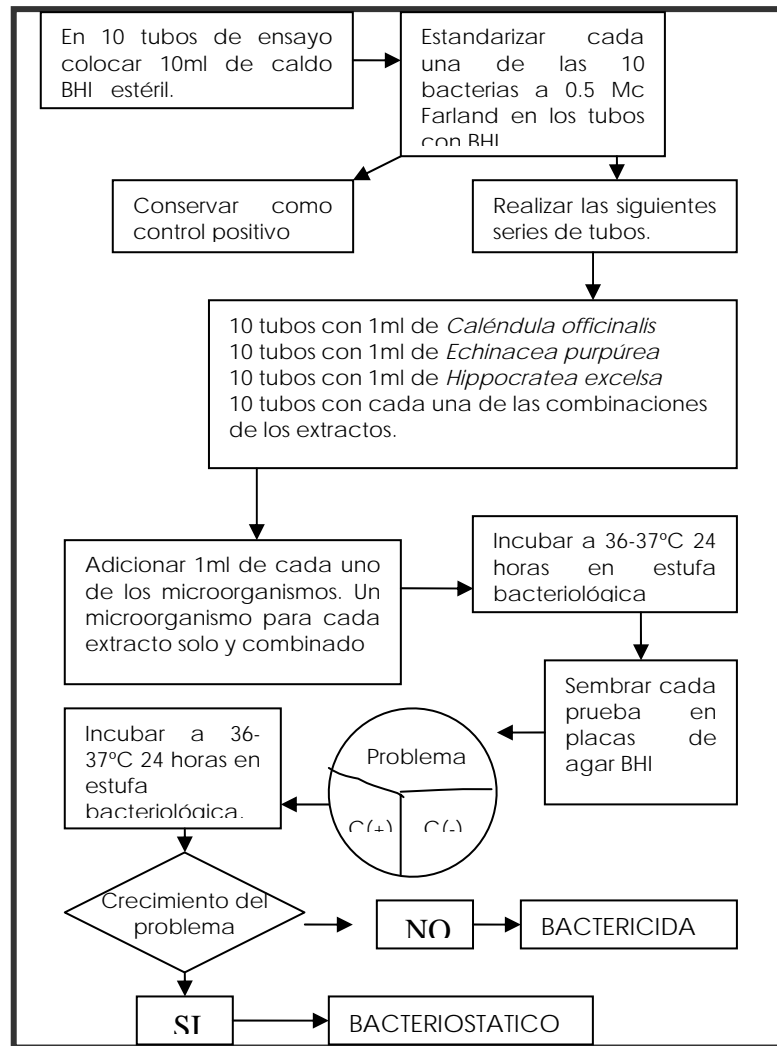 En 10 tubos de ensayo
colocar 10ml de caldo
BHI estéril.
Estandarizar cada
una de las 10
bacterias a 0.5 Mc
Farland en los tubos
con BHI
Conservar como
control positivo
Realizar las siguientes
series de tubos.
10 tubos con 1ml de Caléndula officinalis
10 tubos con 1ml de Echinacea purpúrea
10 tubos con 1ml de Hippocratea excelsa
10 tubos con cada una de las combinaciones
de los extractos.
Adicionar 1ml de cada uno
de los microorganismos. Un
microorganismo para cada
extracto solo y combinado
Incubar a 36-37ºC 24
horas en estufa
bacteriológica
Sembrar cada
prueba en
placas de
agar BHI
Problema
C(+)
C(-)
Incubar a 36-
37ºC 24 horas en
estufa
bacteriológica.
Crecimiento del
problema
NO
BACTERICIDA
SI
BACTERIOSTATICO